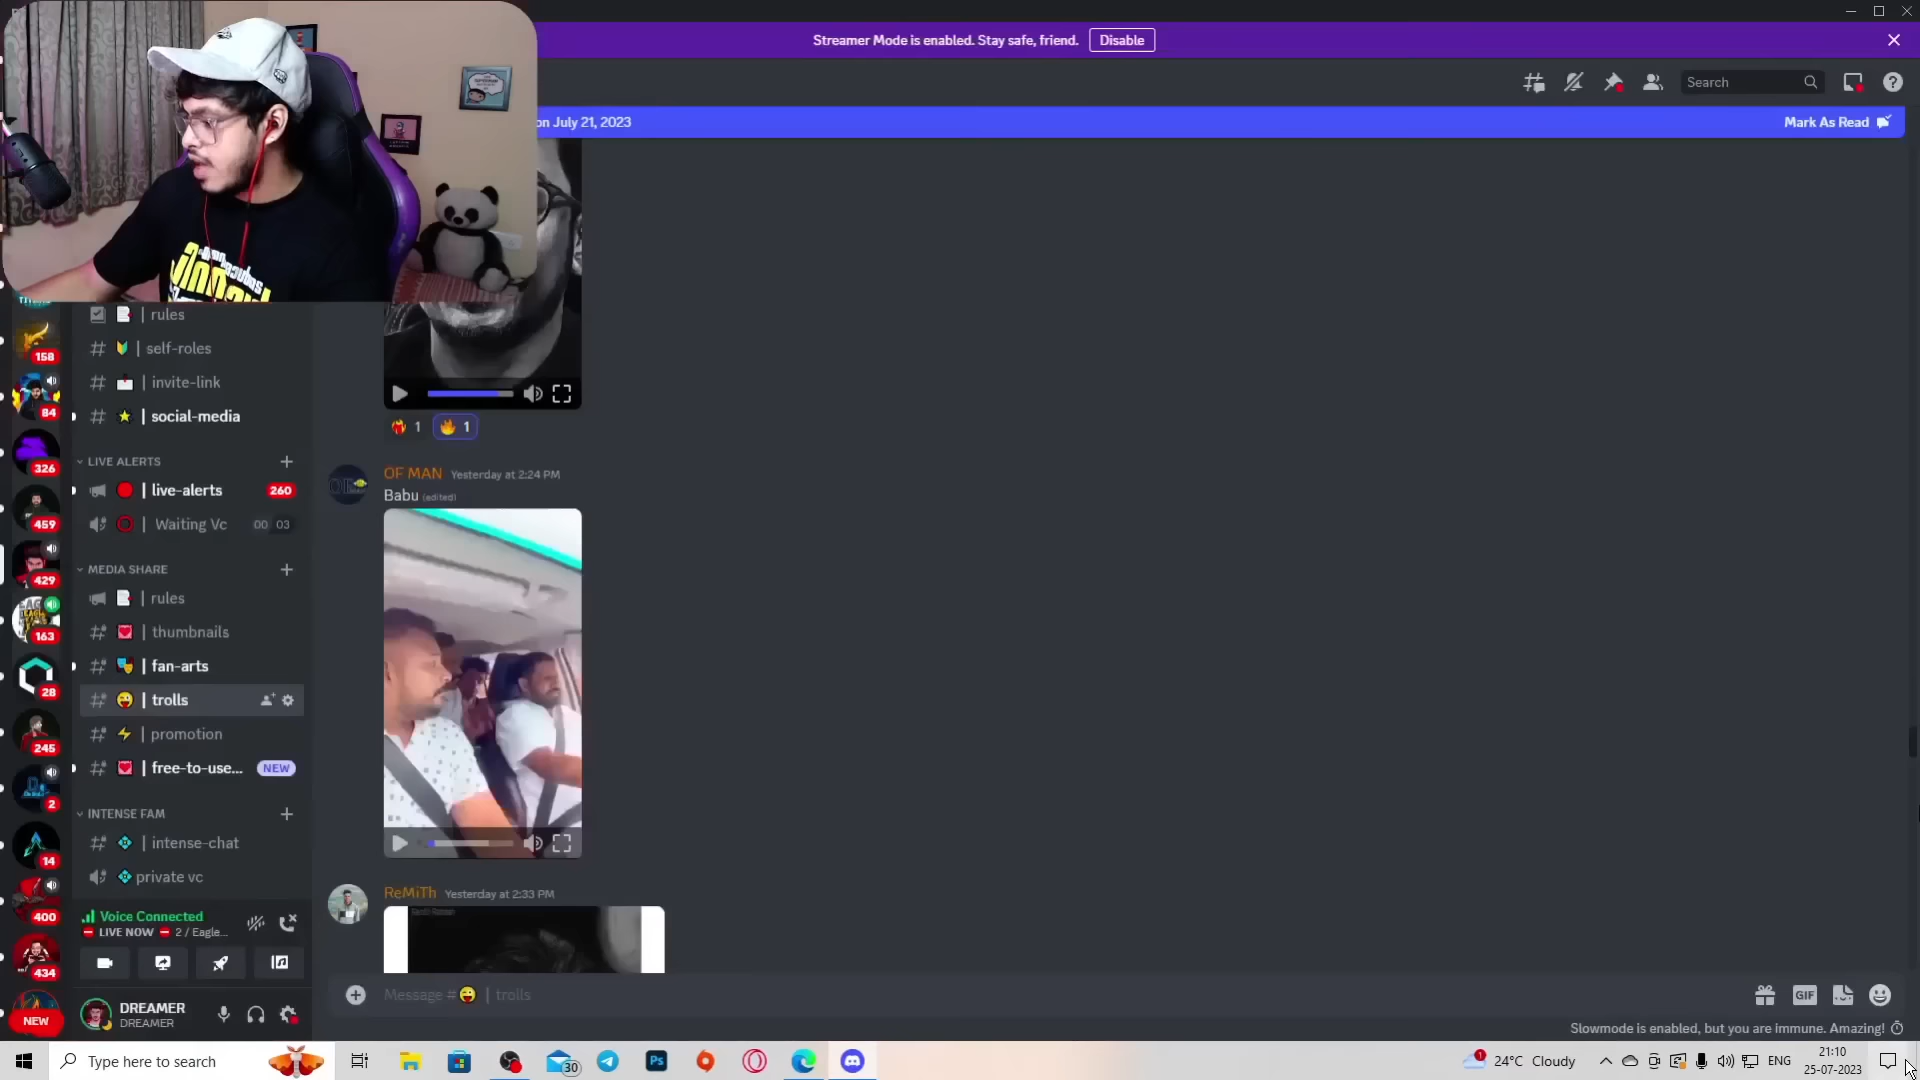 Streamer Mode is enabled. Stay safe, friend.
Disable
Search
on July 21, 2023
Mark As Read
rules
self-roles
158
invite-link
84
social-media
1
1
326
LIVE ALERTS
OF MAN Yesterday at 2:24 PM
live-alerts 260
Babu (edited)
459
Waiting Vc 00 03
MEDIA SHARE
429
rules
163
thumbnails
fan-arts
28
trolls
245
promotion
free-to-use... NEW
2
INTENSE FAM
intense-chat
14
private vc
ReMiTh Yesterday at 2:33 PM
400
Voice Connected
LIVE NOW 2 / Eagle...
434
Message # | trolls
GIF
DREAMER
DREAMER
NEW
Slowmode is enabled, but you are immune. Amazing!
Type here to search
30
Ps
1
24°C Cloudy
ENG
21:10
25-07-2023